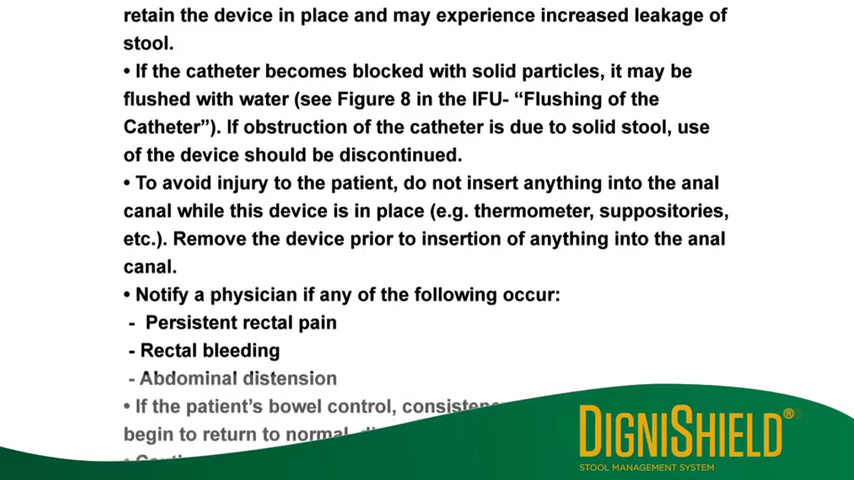 retain the device in place and may experience increased leakage of
stool.
• If the catheter becomes blocked with solid particles, it may be
flushed with water (see Figure 8 in the IFU- “Flushing of the
Catheter”). If obstruction of the catheter is due to solid stool, use
of the device should be discontinued.
• To avoid injury to the patient, do not insert anything into the anal
canal while this device is in place (e.g. thermometer, suppositories,
etc.). Remove the device prior to insertion of anything into the anal
canal.
• Notify a physician if any of the following occur:
- Persistent rectal pain
- Rectal bleeding
- Abdominal distension
• If the patient’s bowel control,
begin to return to normal,
DIGNISHIELD®
STOOL MANAGEMENT SYSTEM